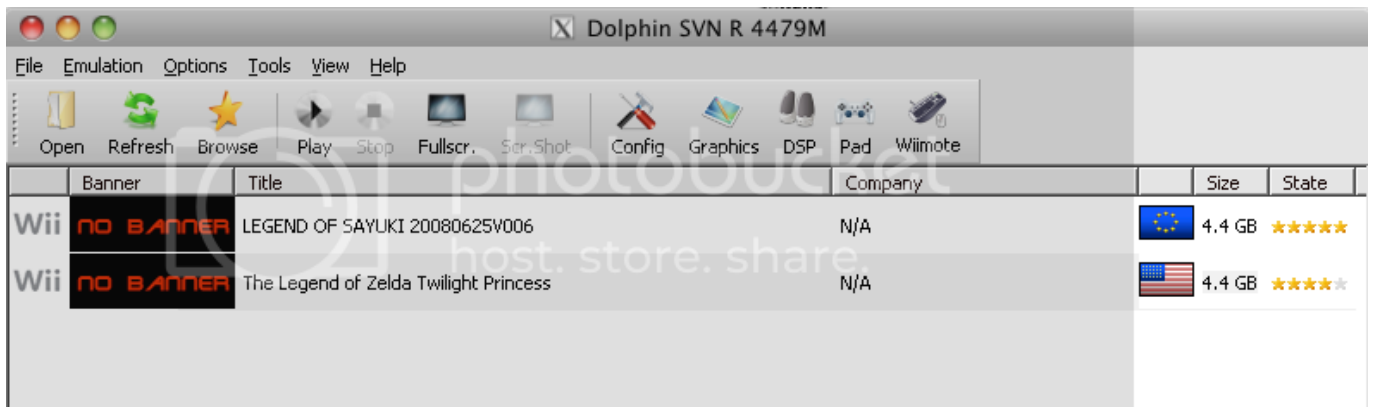 Dolphin SVN R 4479M
File Emulation Options Tools View Help
Open Refresh Browse Play Stop Fullscr. Scr.Shot Config Graphics DSP Pad Wiimote
photobucket
Banner Title Company Size State
Wii NO BANNER LEGEND OF SAYUKI 20080625V006 N/A 4.4 GB
host. store. share.
Wii NO BANNER The Legend of Zelda Twilight Princess N/A 4.4 GB